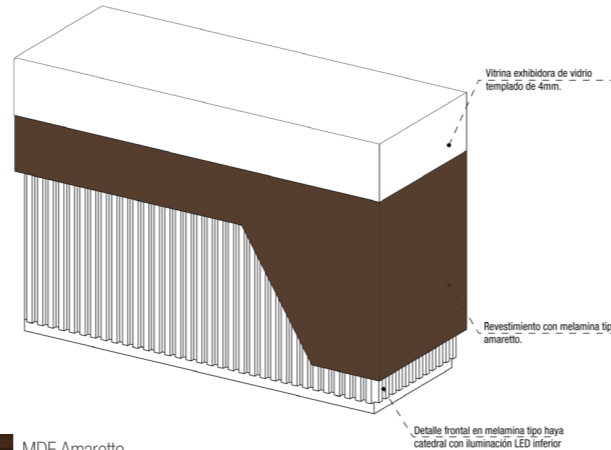 Vitrina exhibidora de vidrio
templado de 4mm.
Revestimiento con melamina tip
amaretto.
Detalle frontal en melamina tipo haya
catedral con iluminación LED inferior
MDF Amaretto